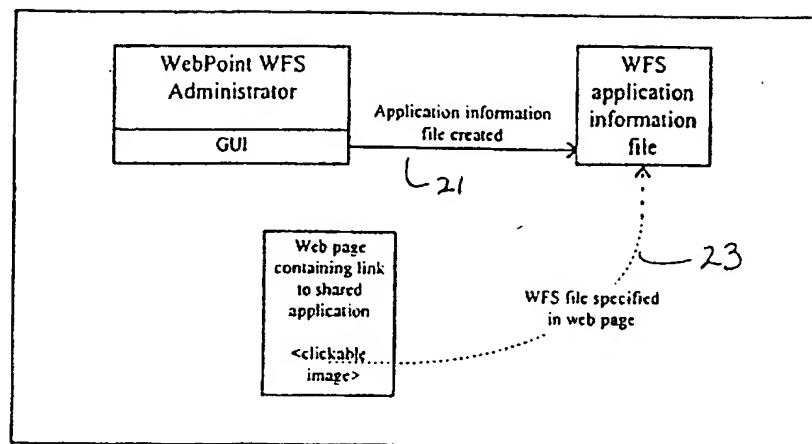 WebPoint WFS
Administrator
GUI
Application information
file created
21
WFS
application
information
file
Web page
containing link
to shared
application
<clickable
image>
23
WFS file specified
in web page